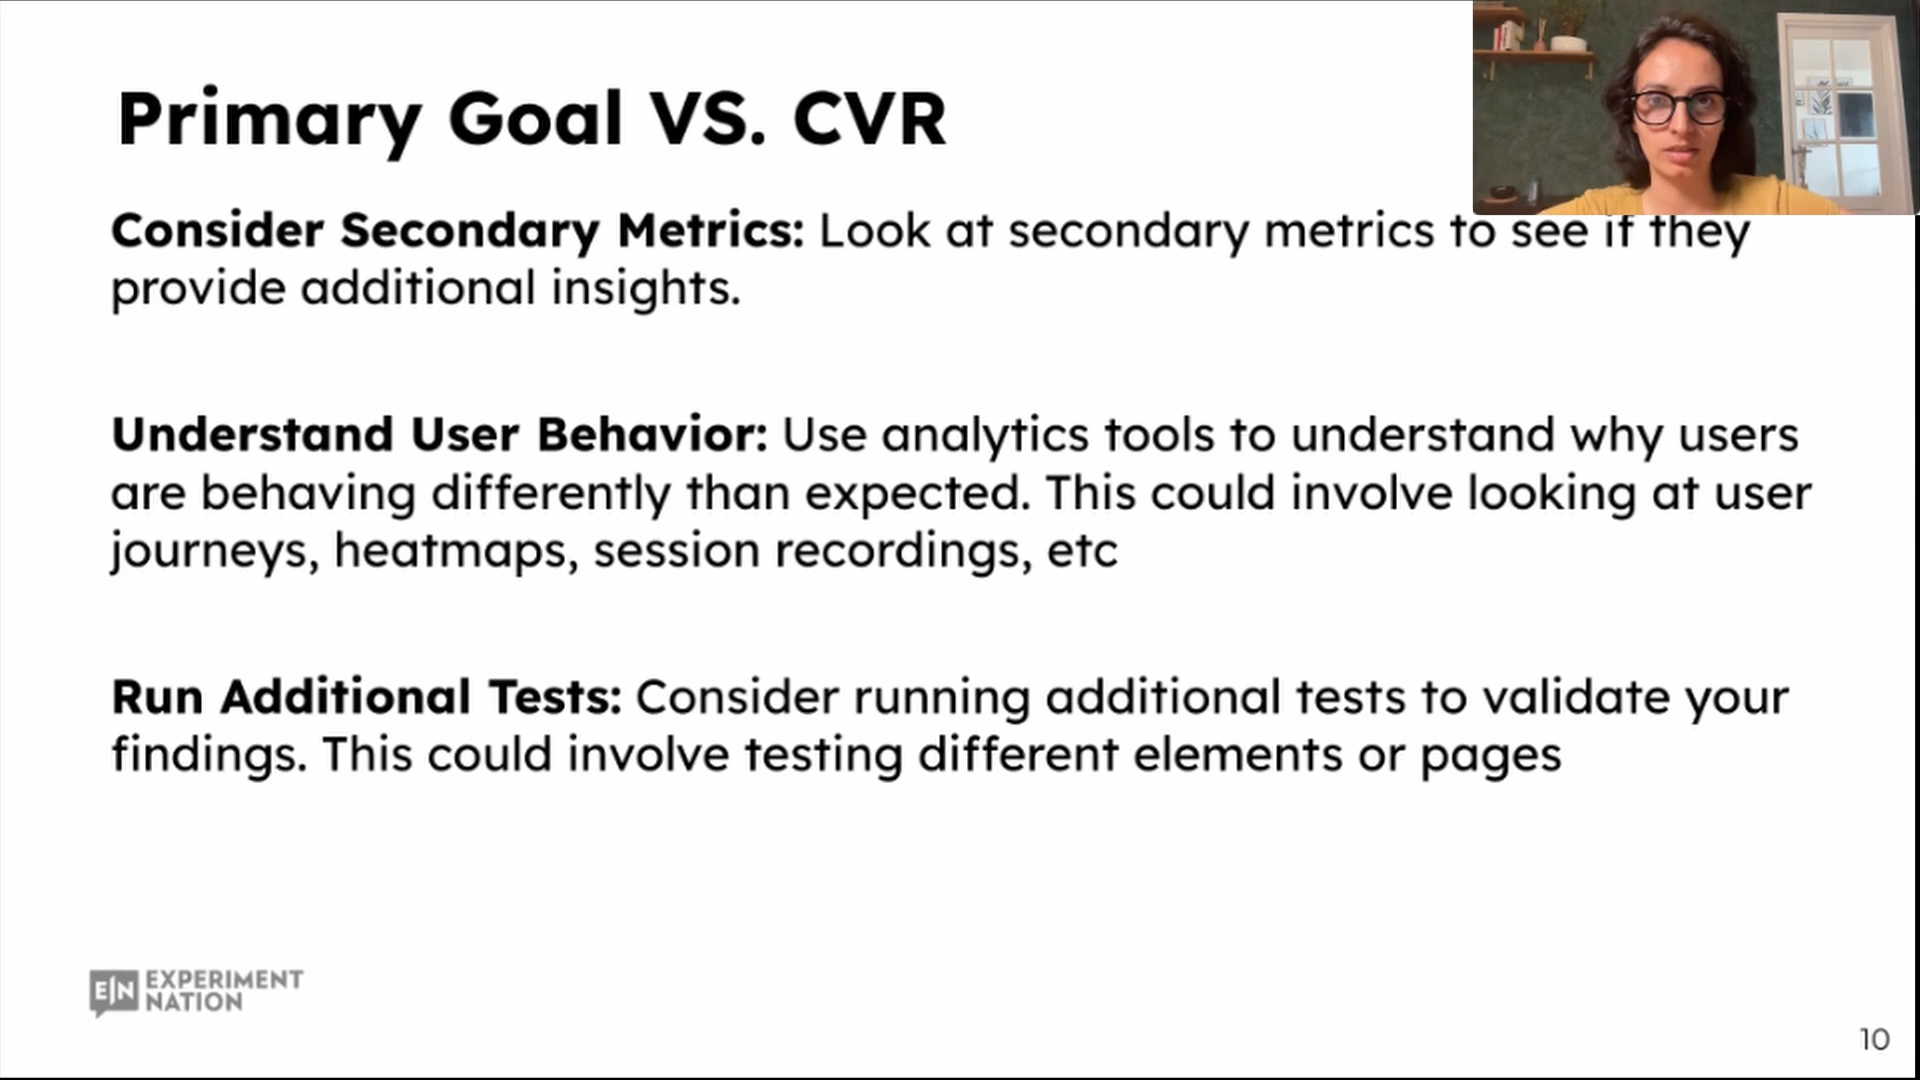 Primary Goal VS. CVR
Consider Secondary Metrics: Look at secondary metrics to see if they
provide additional insights.
Understand User Behavior: Use analytics tools to understand why users
are behaving differently than expected. This could involve looking at user
journeys, heatmaps, session recordings, etc
Run Additional Tests: Consider running additional tests to validate your
findings. This could involve testing different elements or pages
E|N EXPERIMENT
NATION
10